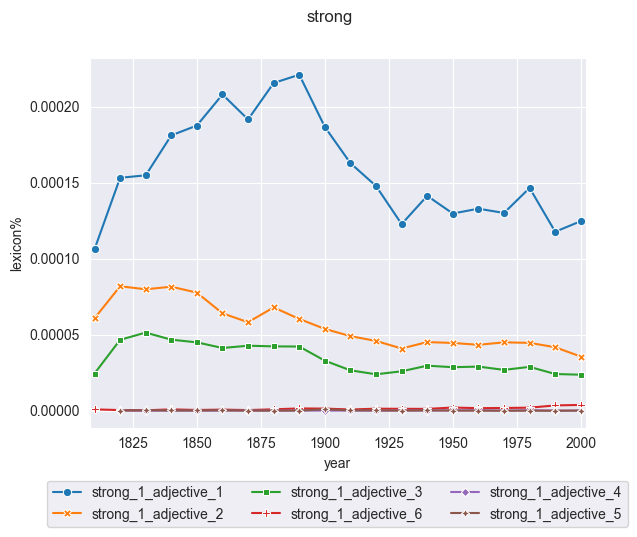 strong
0.00020
0.00015
0.00010
0.00005
0.00000
lexicon%
1825 1850 1875 1900 1925 1950 1975 2000
year
strong_1_adjective_1 strong_1_adjective_3 strong_1_adjective_4
strong_1_adjective_2 strong_1_adjective_6 strong_1_adjective_5